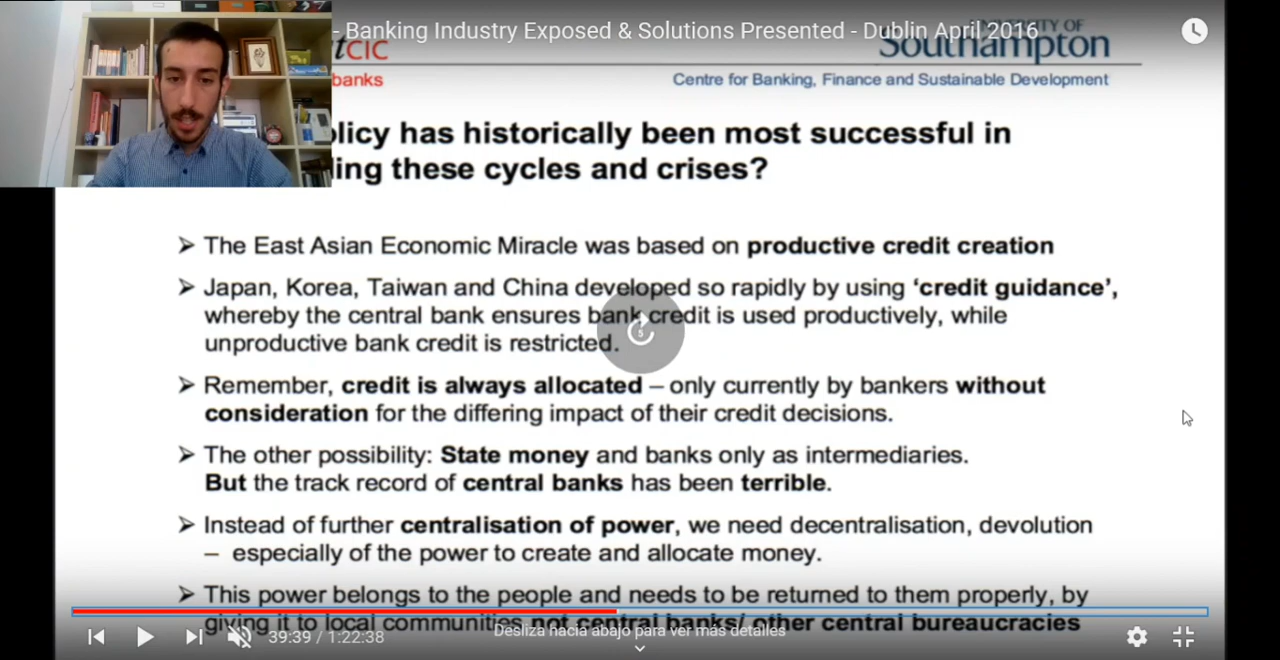 - Banking Industry Exposed & Solutions Presented - Dublin April 2016
UNIVERSITY OF
Southampton
CIC
banks
Centre for Banking, Finance and Sustainable Development
licy has historically been most successful in
ing these cycles and crises?
➢ The East Asian Economic Miracle was based on productive credit creation
➢ Japan, Korea, Taiwan and China developed so rapidly by using ‘credit guidance’,
whereby the central bank ensures bank credit is used productively, while
unproductive bank credit is restricted.
➢ Remember, credit is always allocated – only currently by bankers without
consideration for the differing impact of their credit decisions.
➢ The other possibility: State money and banks only as intermediaries.
But the track record of central banks has been terrible.
➢ Instead of further centralisation of power, we need decentralisation, devolution
– especially of the power to create and allocate money.
➢ This power belongs to the people and needs to be returned to them properly, by
giving it to local communities not central banks/ other central bureaucracies
5
39:39 / 1:22:38
Desliza hacia abajo para ver más detalles